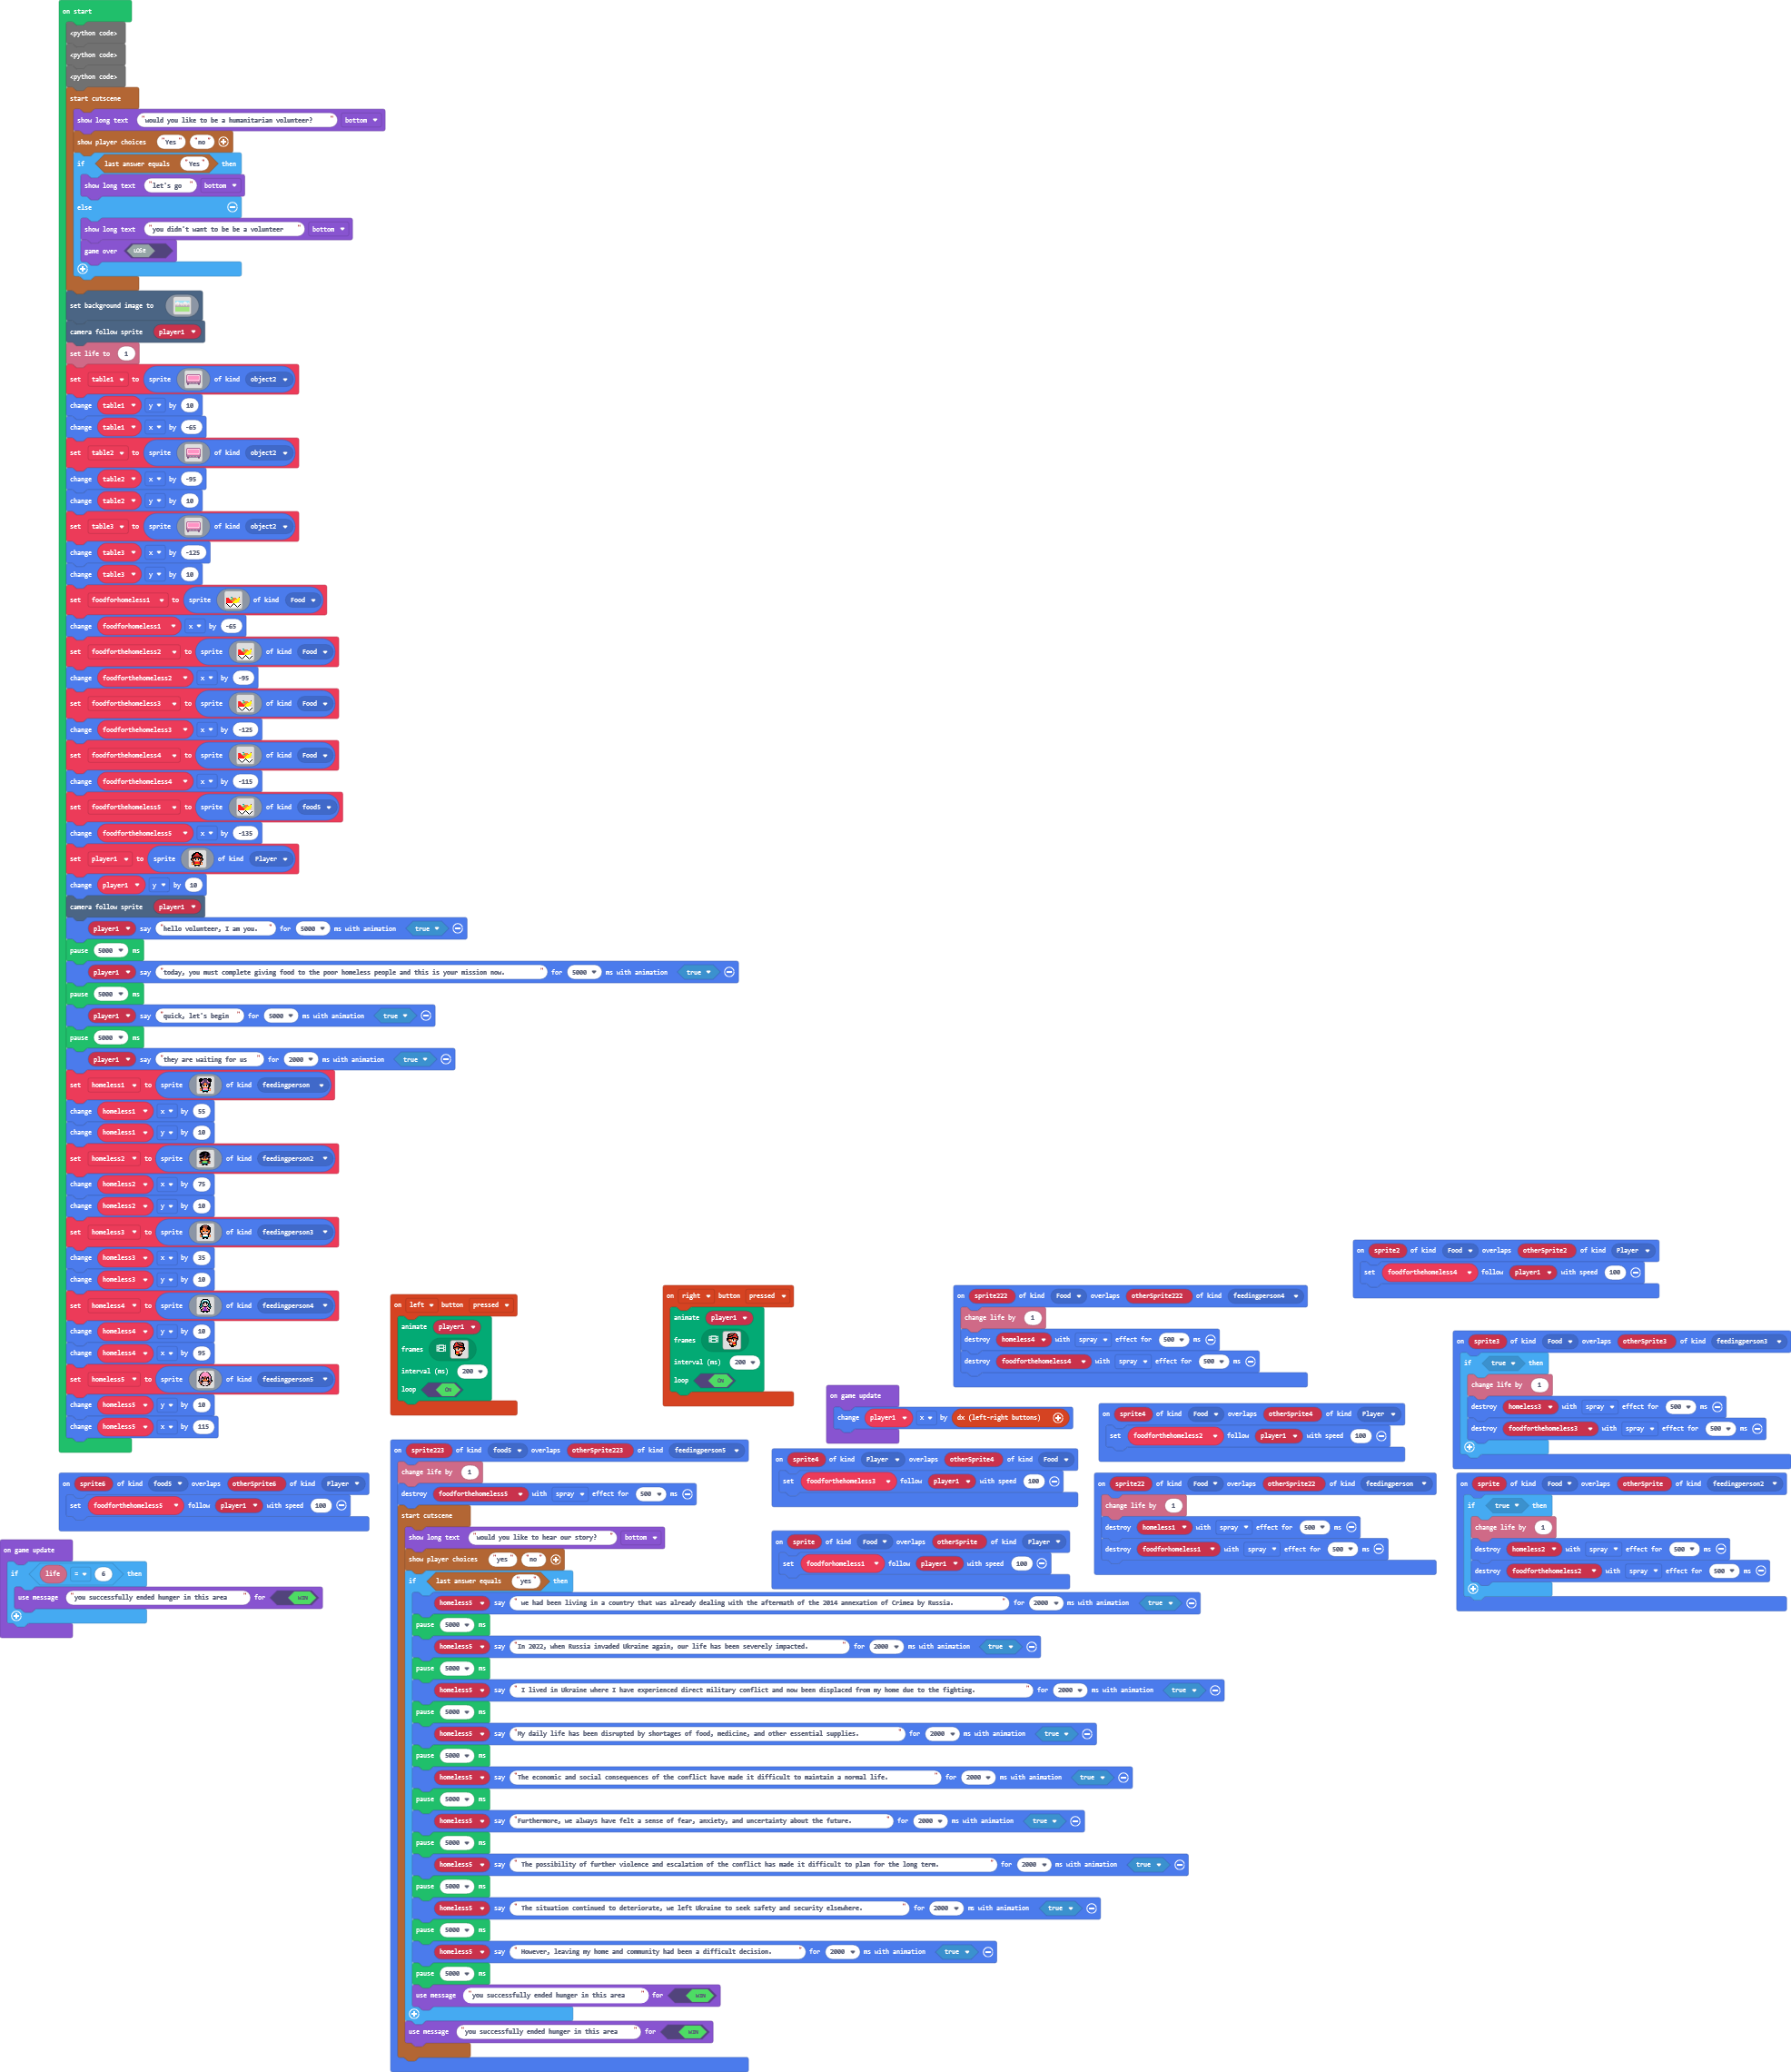 on start
<python code>
<python code>
<python code>
start cutscene
show long text "would you like to be a humanitarian volunteer? " bottom
show player choices "Yes" "no"
if last answer equals "Yes" then
show long text "let's go " bottom
else
show long text "you didn't want to be be a volunteer " bottom
game over LOSE
set background image to
camera follow sprite player1
set life to 1
set table1 to sprite of kind object2
change table1 y by 10
change table1 x by -65
set table2 to sprite of kind object2
change table2 x by -95
change table2 y by 10
set table3 to sprite of kind object2
change table3 x by -125
change table3 y by 10
set foodforhomeless1 to sprite of kind Food
change foodforhomeless1 x by -65
set foodforthehomeless2 to sprite of kind Food
change foodforthehomeless2 x by -95
set foodforthehomeless3 to sprite of kind Food
change foodforthehomeless3 x by -125
set foodforthehomeless4 to sprite of kind Food
change foodforthehomeless4 x by -115
set foodforthehomeless5 to sprite of kind food5
change foodforthehomeless5 x by -135
set player1 to sprite of kind Player
change player1 y by 10
camera follow sprite player1
player1 say "hello volunteer, I am you. " for 5000 ms with animation true
pause 5000 ms
player1 say "today, you must complete giving food to the poor homeless people and this is your mission now. " for 5000 ms with animation true
pause 5000 ms
player1 say "quick, let's begin " for 5000 ms with animation true
pause 5000 ms
player1 say "they are waiting for us " for 2000 ms with animation true
set homeless1 to sprite of kind feedingperson
change homeless1 x by 55
change homeless1 y by 10
set homeless2 to sprite of kind feedingperson2
change homeless2 x by 75
change homeless2 y by 10
set homeless3 to sprite of kind feedingperson3
change homeless3 x by 35
change homeless3 y by 10
set homeless4 to sprite of kind feedingperson4
change homeless4 y by 10
change homeless4 x by 95
set homeless5 to sprite of kind feedingperson5
change homeless5 y by 10
change homeless5 x by 115
on left button pressed
animate player1
frames
interval (ms) 200
loop ON
on right button pressed
animate player1
frames
interval (ms) 200
loop ON
on sprite222 of kind Food overlaps otherSprite222 of kind feedingperson4
change life by 1
destroy homeless4 with spray effect for 500 ms
destroy foodforthehomeless4 with spray effect for 500 ms
on sprite2 of kind Food overlaps otherSprite2 of kind Player
set foodforthehomeless4 follow player1 with speed 100
on sprite3 of kind Food overlaps otherSprite3 of kind feedingperson3
if true then
change life by 1
destroy homeless3 with spray effect for 500 ms
destroy foodforthehomeless3 with spray effect for 500 ms
on game update
change player1 x by dx (left-right buttons)
on sprite4 of kind Food overlaps otherSprite4 of kind Player
set foodforthehomeless2 follow player1 with speed 100
on sprite4 of kind Player overlaps otherSprite4 of kind Food
set foodforthehomeless3 follow player1 with speed 100
on sprite22 of kind Food overlaps otherSprite22 of kind feedingperson
change life by 1
destroy homeless1 with spray effect for 500 ms
destroy foodforhomeless1 with spray effect for 500 ms
on sprite of kind Food overlaps otherSprite of kind feedingperson2
if true then
change life by 1
destroy homeless2 with spray effect for 500 ms
destroy foodforthehomeless2 with spray effect for 500 ms
on sprite of kind Food overlaps otherSprite of kind Player
set foodforhomeless1 follow player1 with speed 100
on sprite6 of kind food5 overlaps otherSprite6 of kind Player
set foodforthehomeless5 follow player1 with speed 100
on game update
if life = 6 then
use message "you successfully ended hunger in this area " for WIN
on sprite223 of kind food5 overlaps otherSprite223 of kind feedingperson5
change life by 1
destroy foodforthehomeless5 with spray effect for 500 ms
start cutscene
show long text "would you like to hear our story? " bottom
show player choices "yes" "no"
if last answer equals "yes" then
homeless5 say " we had been living in a country that was already dealing with the aftermath of the 2014 annexation of Crimea by Russia. " for 2000 ms with animation true
pause 5000 ms
homeless5 say "In 2022, when Russia invaded Ukraine again, our life has been severely impacted. " for 2000 ms with animation true
pause 5000 ms
homeless5 say " I lived in Ukraine where I have experienced direct military conflict and now been displaced from my home due to the fighting. " for 2000 ms with animation true
pause 5000 ms
homeless5 say "My daily life has been disrupted by shortages of food, medicine, and other essential supplies. " for 2000 ms with animation true
pause 5000 ms
homeless5 say "The economic and social consequences of the conflict have made it difficult to maintain a normal life. " for 2000 ms with animation true
pause 5000 ms
homeless5 say "Furthermore, we always have felt a sense of fear, anxiety, and uncertainty about the future. " for 2000 ms with animation true
pause 5000 ms
homeless5 say " The possibility of further violence and escalation of the conflict has made it difficult to plan for the long term. " for 2000 ms with animation true
pause 5000 ms
homeless5 say " The situation continued to deteriorate, we left Ukraine to seek safety and security elsewhere. " for 2000 ms with animation true
pause 5000 ms
homeless5 say " However, leaving my home and community had been a difficult decision. " for 2000 ms with animation true
pause 5000 ms
use message "you successfully ended hunger in this area " for WIN
use message "you successfully ended hunger in this area " for WIN